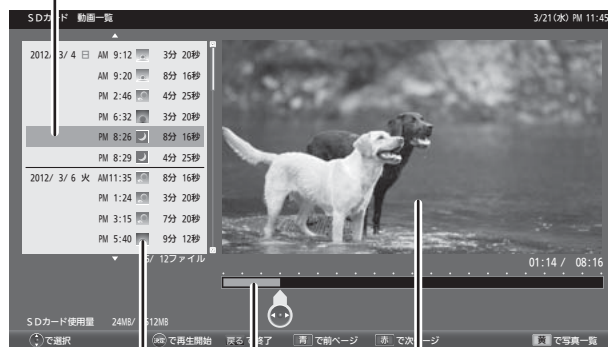 SDカード 動画一覧
3/21(水) PM 11:45
2012/ 3/ 4 日 AM 9:12 3分 20秒
AM 9:20 8分 16秒
PM 2:46 4分 25秒
PM 6:32 3分 20秒
PM 8:26 8分 16秒
PM 8:29 4分 25秒
2012/ 3/ 6 火 AM11:35 8分 16秒
PM 1:24 3分 20秒
PM 3:15 7分 20秒
PM 5:40 9分 12秒
/ 12ファイル
01:14 / 08:16
SDカード使用量 24MB/ 512MB
で選択
決定 で再生開始
戻る で終了
青 で前ページ
赤 で次ページ
黄 で写真一覧